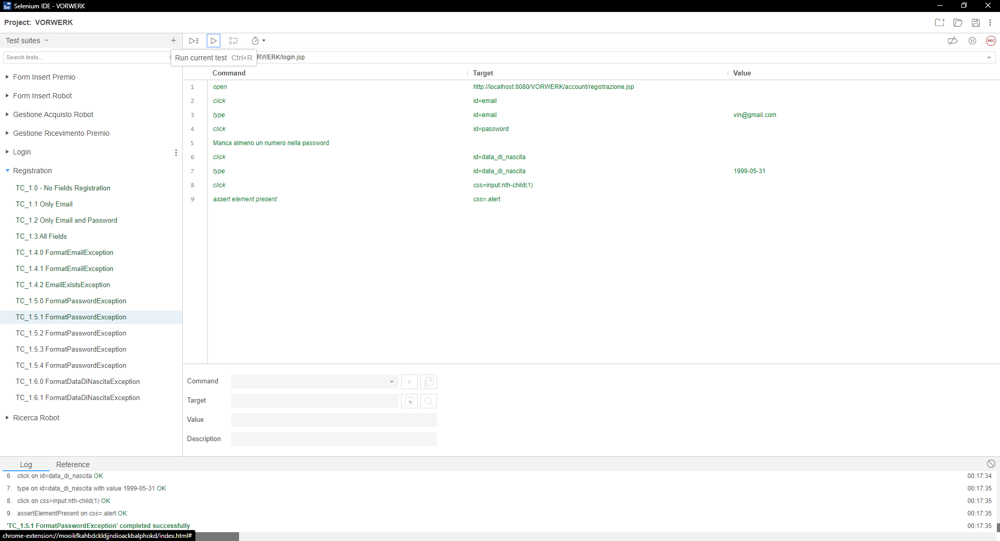 Selenium IDE - VORWERK
Project: VORWERK
Test suites
Run current test Ctrl+R
RWERK/login.jsp
REC
Search tests...
Form Insert Premio
Form Insert Robot
Gestione Acquisto Robot
Gestione Ricevimento Premio
Login
Registration
TC_1.0 - No Fields Registration
TC_1.1 Only Email
TC_1.2 Only Email and Password
TC_1.3 All Fields
TC_1.4.0 FormatEmailException
TC_1.4.1 FormatEmailException
TC_1.4.2 EmailExistsException
TC_1.5.0 FormatPasswordException
TC_1.5.1 FormatPasswordException
TC_1.5.2 FormatPasswordException
TC_1.5.3 FormatPasswordException
TC_1.5.4 FormatPasswordException
TC_1.6.0 FormatDataDiNascitaException
TC_1.6.1 FormatDataDiNascitaException
Ricerca Robot
Command Target Value
1 open http://localhost:8080/VORWERK/account/registrazione.jsp
2 click id=email
3 type id=email vin@gmail.com
4 click id=password
5 Manca almeno un numero nella password
6 click id=data_di_nascita
7 type id=data_di_nascita 1999-05-31
8 click css=input:nth-child(1)
9 assert element present css=.alert
Command //
Target
Value
Description
Log Reference
6. click on id=data_di_nascita OK 00:17:34
7. type on id=data_di_nascita with value 1999-05-31 OK 00:17:35
8. click on css=input:nth-child(1) OK 00:17:35
9. assertElementPresent on css=.alert OK 00:17:35
'TC_1.5.1 FormatPasswordException' completed successfully 00:17:35
chrome-extension://mooikfkahbdckldjjndioackbalphokd/index.html#